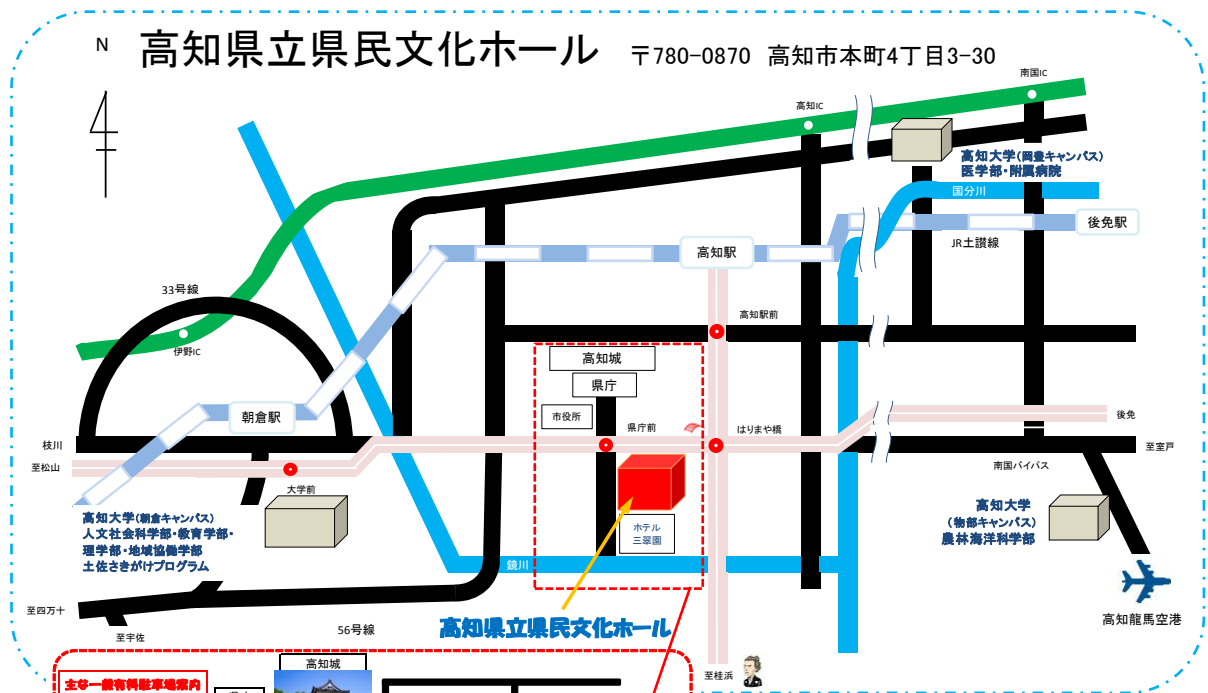 N
高知県立県民文化ホール 〒780-0870 高知市本町4丁目3-30
南国IC
高知IC
高知大学(岡豊キャンパス)
医学部・附属病院
国分川
後免駅
JR土讃線
高知駅
33号線
高知駅前
伊野IC
高知城
県庁
市役所
朝倉駅
県庁前
はりまや橋
後免
枝川
至室戸
至松山
南国バイパス
大学前
高知大学(朝倉キャンパス)
人文社会科学部・教育学部・
理学部・地域協働学部
土佐さきがけプログラム
ホテル
三翠園
高知大学
(物部キャンパス)
農林海洋科学部
鏡川
至四万十
高知龍馬空港
至宇佐
56号線
高知県立県民文化ホール
至桂浜
主な一般有料駐車場案内
高知城